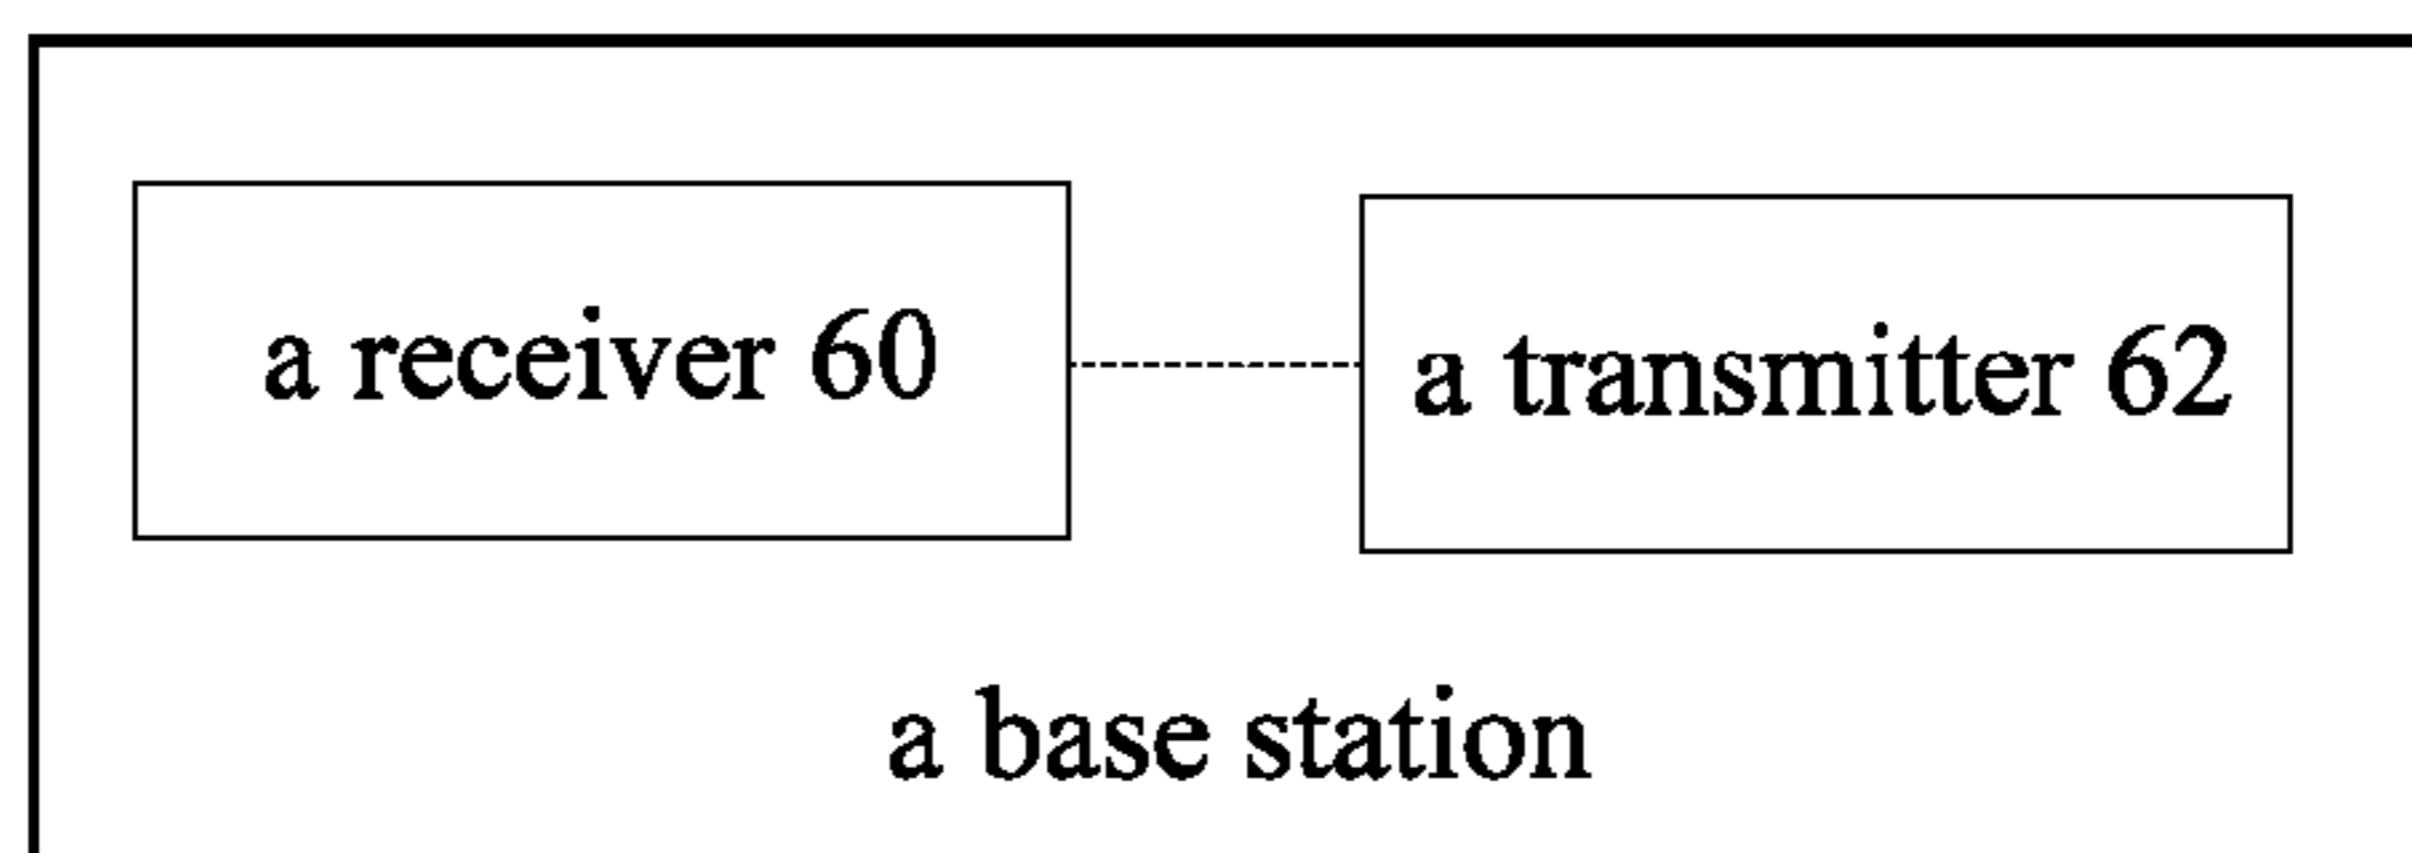 a receiver 60
a transmitter 62
a base station